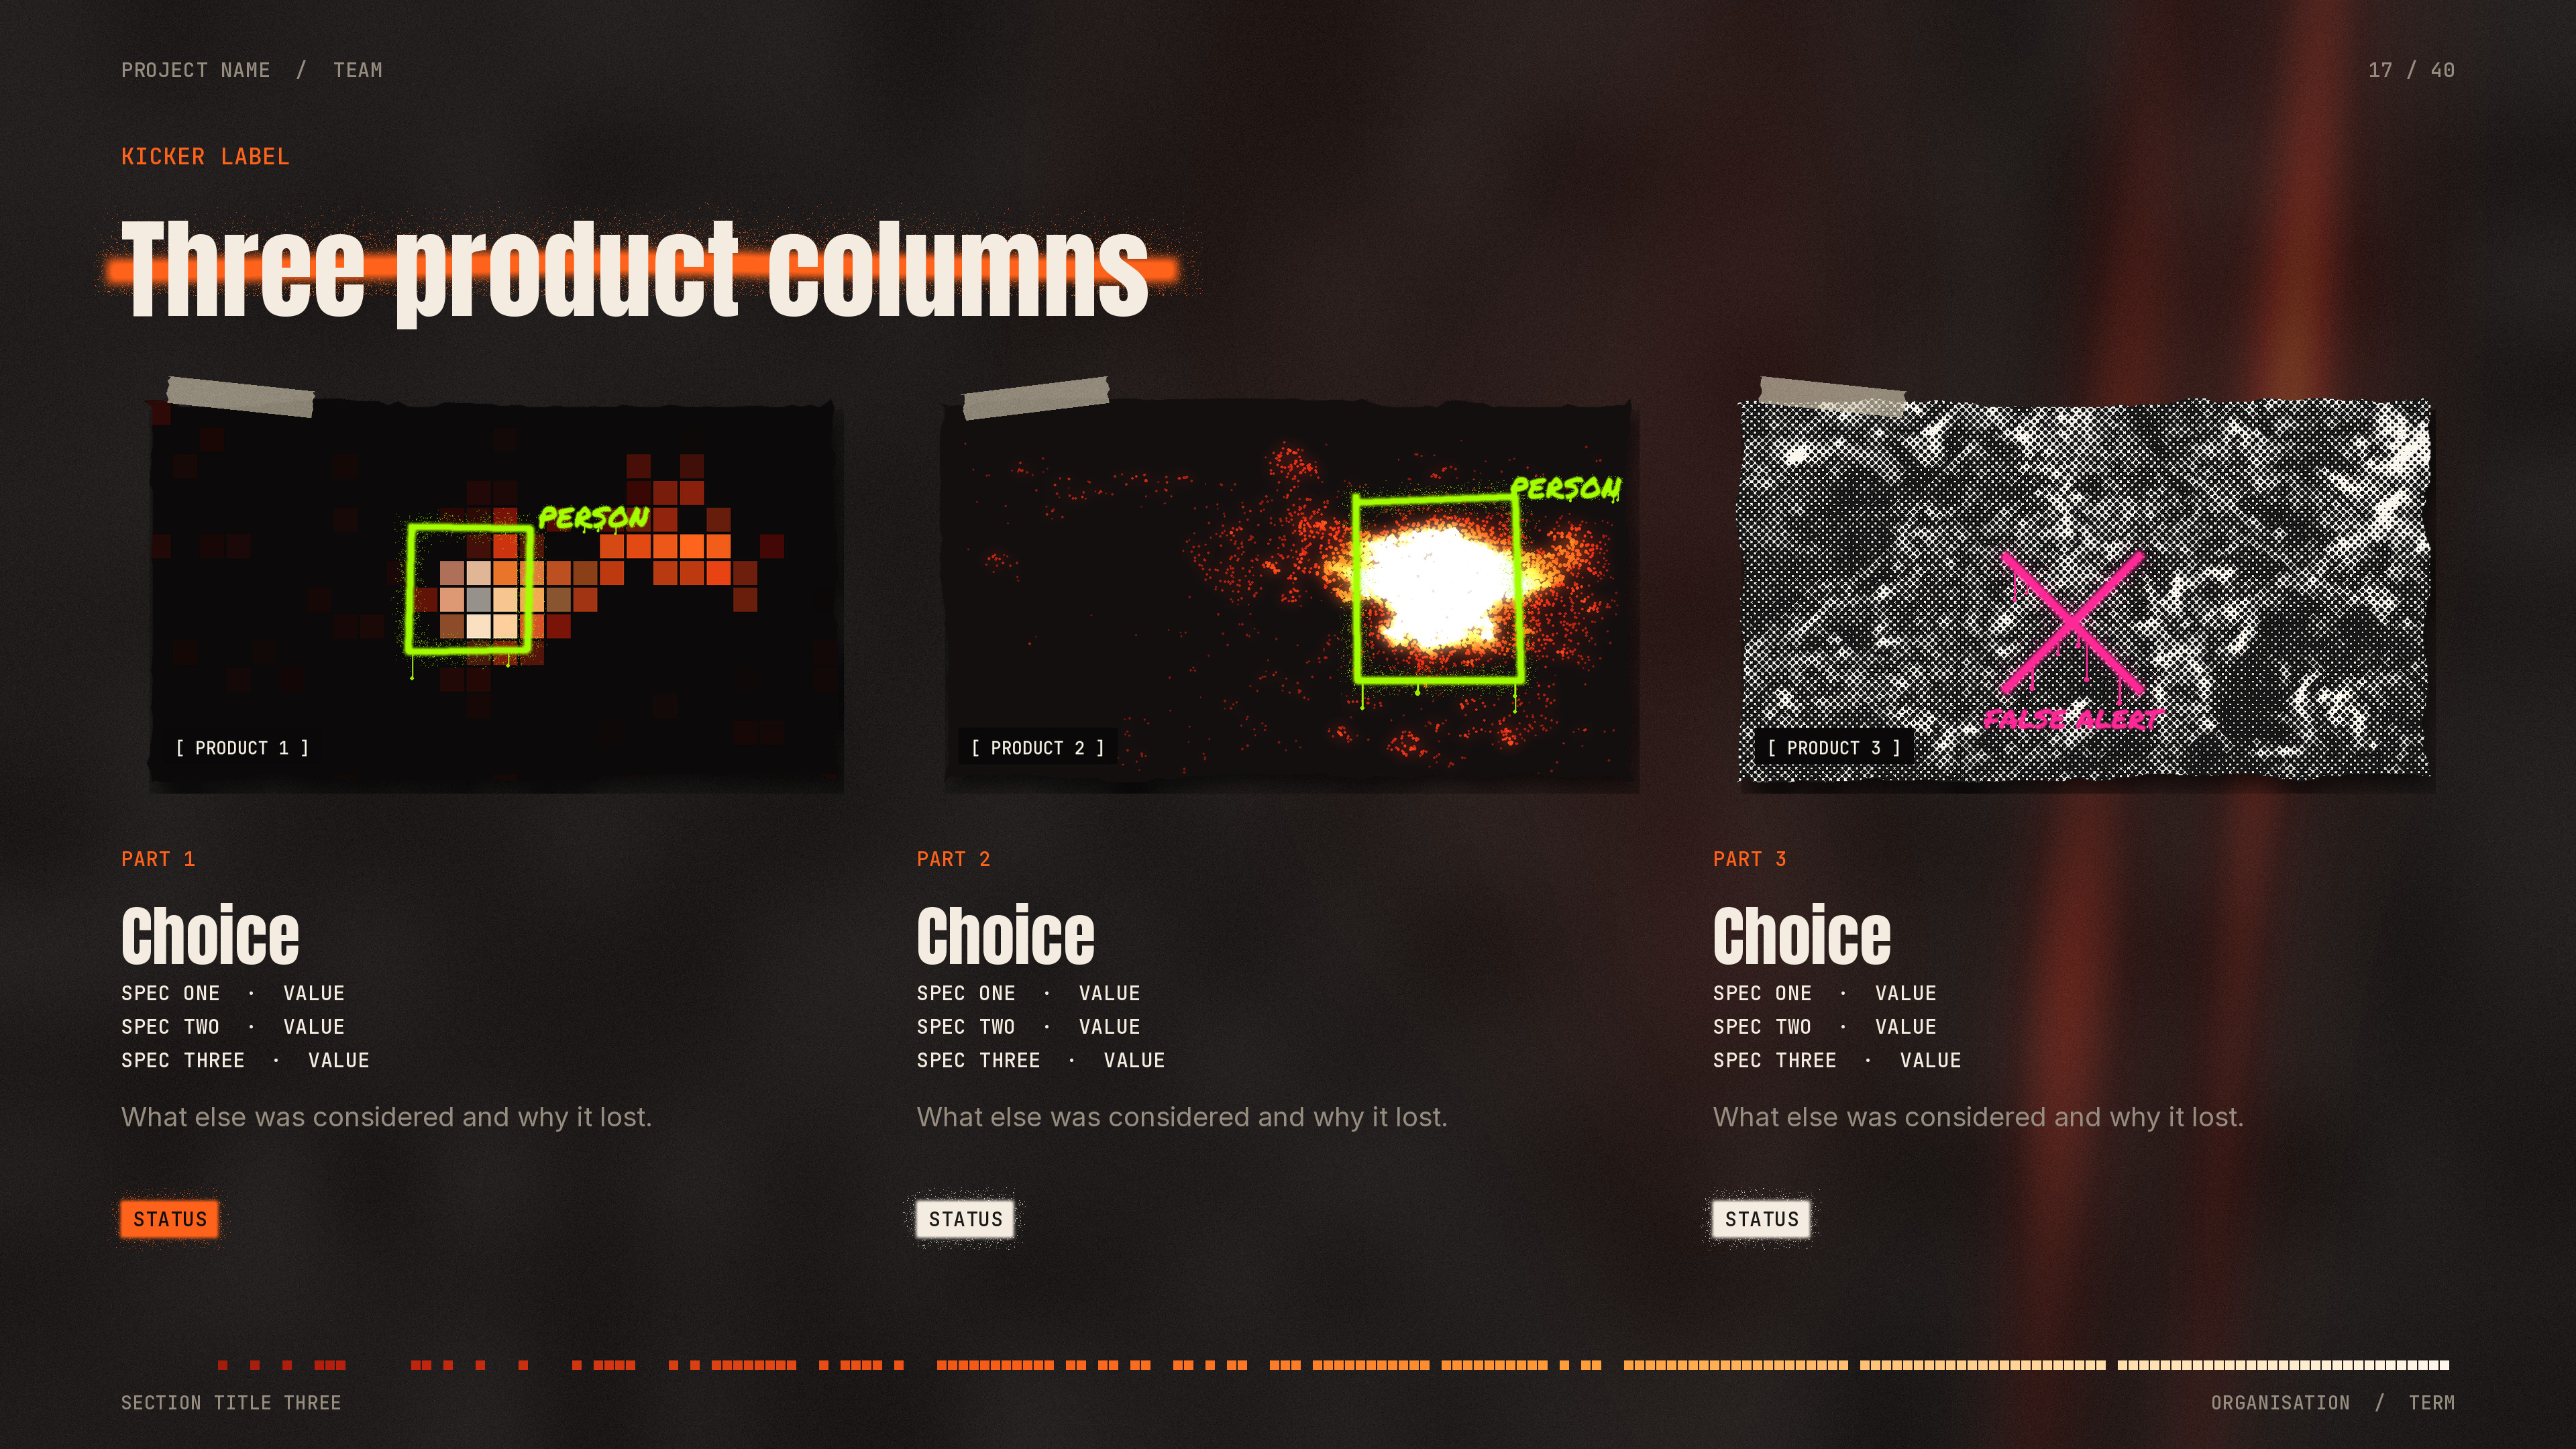 PROJECT NAME / TEAM
17 / 40
KICKER LABEL
Three product columns
PERSON
[ PRODUCT 1 ]
PERSON
[ PRODUCT 2 ]
FALSE ALERT
[ PRODUCT 3 ]
PART 1
Choice
SPEC ONE · VALUE
SPEC TWO · VALUE
SPEC THREE · VALUE
What else was considered and why it lost.
STATUS
PART 2
Choice
SPEC ONE · VALUE
SPEC TWO · VALUE
SPEC THREE · VALUE
What else was considered and why it lost.
STATUS
PART 3
Choice
SPEC ONE · VALUE
SPEC TWO · VALUE
SPEC THREE · VALUE
What else was considered and why it lost.
STATUS
SECTION TITLE THREE
ORGANISATION / TERM